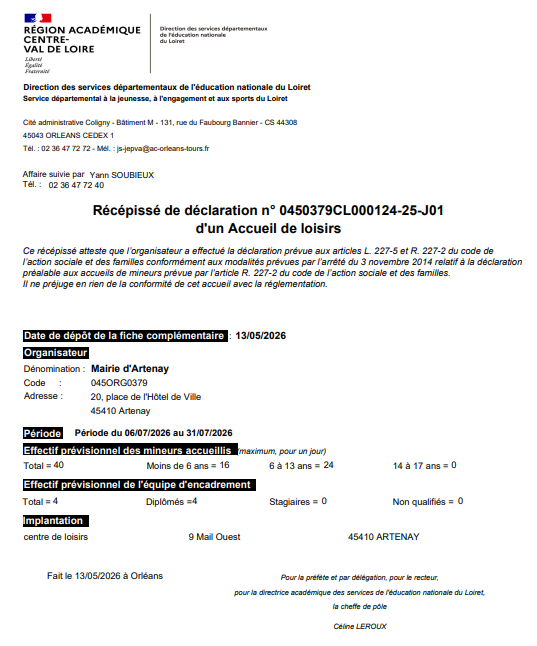 RÉGION ACADÉMIQUE
CENTRE-
VAL DE LOIRE
Liberté
Égalité
Fraternité
Direction des services départementaux
de l'éducation nationale
du Loiret
Direction des services départementaux de l'éducation nationale du Loiret
Service départemental à la jeunesse, à l'engagement et aux sports du Loiret
Cité administrative Coligny - Bâtiment M - 131, rue du Faubourg Bannier - CS 44308
45043 ORLEANS CEDEX 1
Tél. : 02 36 47 72 72 - Mél. : js-jepva@ac-orleans-tours.fr
Affaire suivie par Yann SOUBIEUX
Tél. : 02 36 47 72 40
Récépissé de déclaration n° 0450379CL000124-25-J01
d'un Accueil de loisirs
Ce récépissé atteste que l'organisateur a effectué la déclaration prévue aux articles L. 227-5 et R. 227-2 du code de
l'action sociale et des familles conformément aux modalités prévues par l'arrêté du 3 novembre 2014 relatif à la déclaration
préalable aux accueils de mineurs prévue par l'article R. 227-2 du code de l'action sociale et des familles.
Il ne préjuge en rien de la conformité de cet accueil avec la réglementation.
Date de dépôt de la fiche complémentaire : 13/05/2026
Organisateur
Dénomination : Mairie d'Artenay
Code : 045ORG0379
Adresse : 20, place de l'Hôtel de Ville
45410 Artenay
Période Période du 06/07/2026 au 31/07/2026
Effectif prévisionnel des mineurs accueillis (maximum, pour un jour)
Total = 40 Moins de 6 ans = 16 6 à 13 ans = 24 14 à 17 ans = 0
Effectif prévisionnel de l'équipe d'encadrement
Total = 4 Diplômés =4 Stagiaires = 0 Non qualifiés = 0
Implantation
centre de loisirs 9 Mail Ouest 45410 ARTENAY
Fait le 13/05/2026 à Orléans
Pour la préfète et par délégation, pour le recteur,
pour la directrice académique des services de l'éducation nationale du Loiret,
la cheffe de pôle
Céline LEROUX